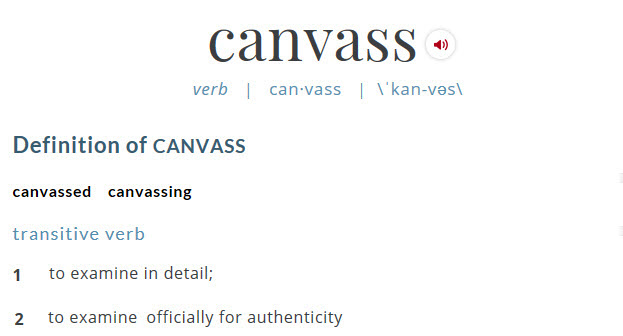 canvass
verb | can·vass | \ˈkan-vəs\
Definition of CANVASS
canvassed canvassing
transitive verb
1 to examine in detail;
2 to examine officially for authenticity